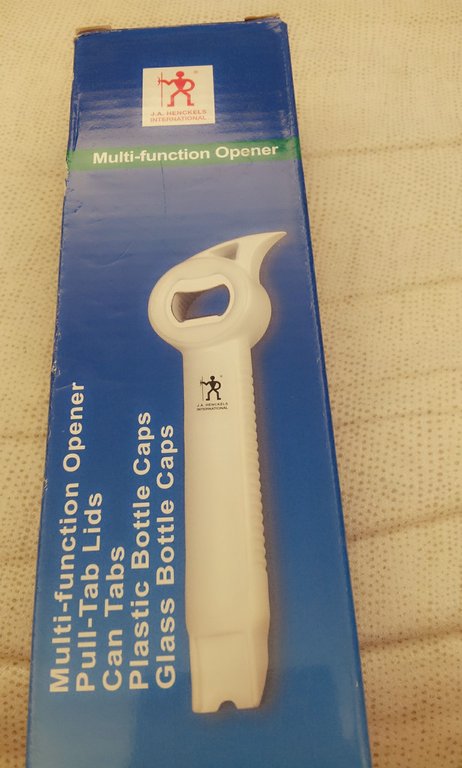 J.A. HENCKELS
INTERNATIONAL
Multi-function Opener
J.A. HENCKELS
INTERNATIONAL
Multi-function Opener
Pull-Tab Lids
Can Tabs
Plastic Bottle Caps
Glass Bottle Caps